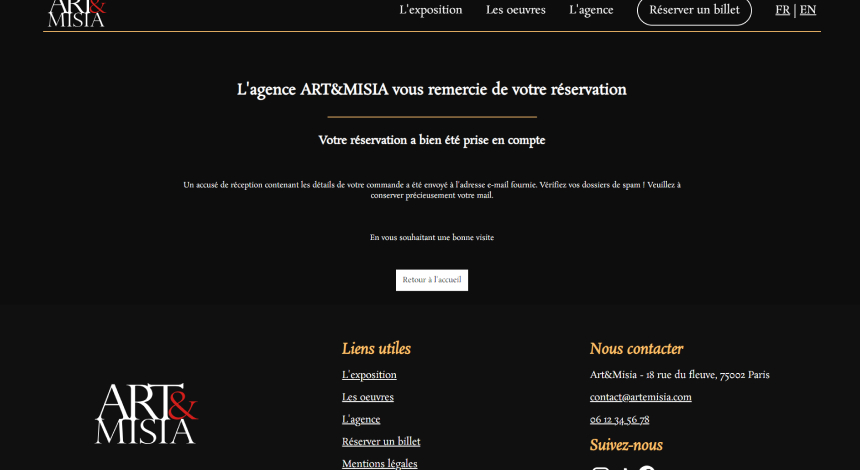 ART&
MISIA
L'exposition
Les oeuvres
L'agence
Réserver un billet
FR | EN
L'agence ART&MISIA vous remercie de votre réservation
Votre réservation a bien été prise en compte
Un accusé de réception contenant les détails de votre commande a été envoyé à l'adresse e-mail fournie. Vérifiez vos dossiers de spam ! Veuillez à
conserver précieusement votre mail.
En vous souhaitant une bonne visite
Retour à l'accueil
ART&
MISIA
Liens utiles
L'exposition
Les oeuvres
L'agence
Réserver un billet
Mentions légales
Nous contacter
Art&Misia - 18 rue du fleuve, 75002 Paris
contact@artemisia.com
06 12 34 56 78
Suivez-nous